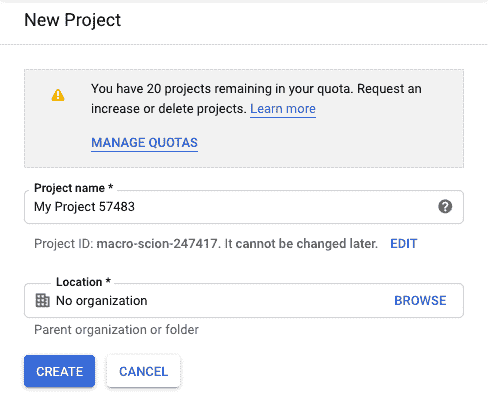 New Project
You have 20 projects remaining in your quota. Request an
increase or delete projects. Learn more
MANAGE QUOTAS
Project name *
My Project 57483
Project ID: macro-scion-247417. It cannot be changed later. EDIT
Location *
No organization BROWSE
Parent organization or folder
CREATE CANCEL